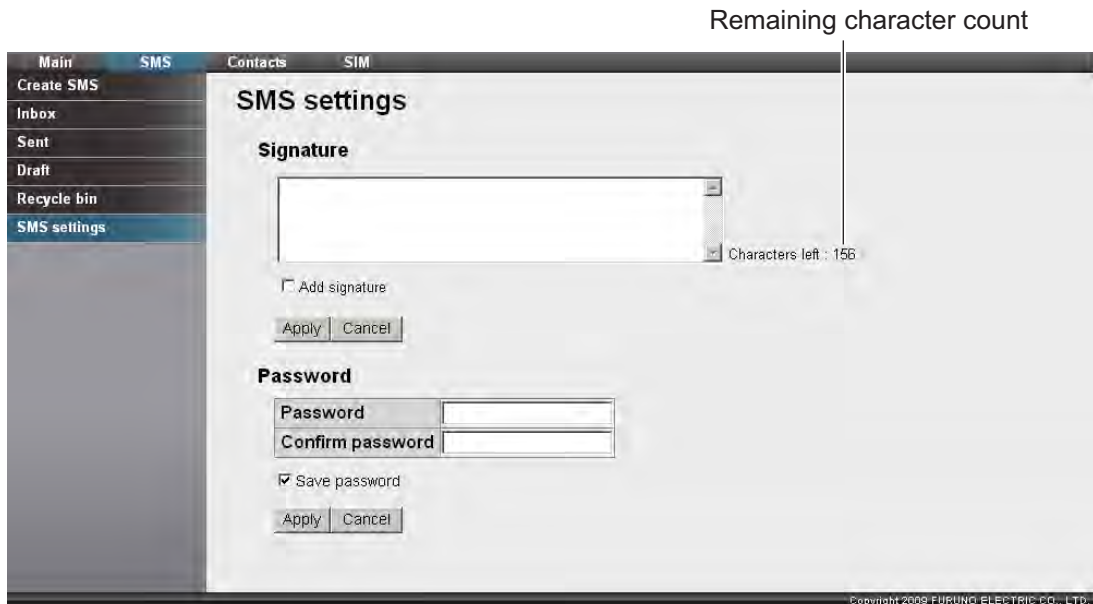 Remaining character count
Main SMS Contacts SIM
Create SMS
Inbox
Sent
Draft
Recycle bin
SMS settings
SMS settings
Signature
Characters left : 156
Add signature
Apply Cancel
Password
Password
Confirm password
Save password
Apply Cancel
Copyright 2009 FURUNO ELECTRIC CO., LTD.